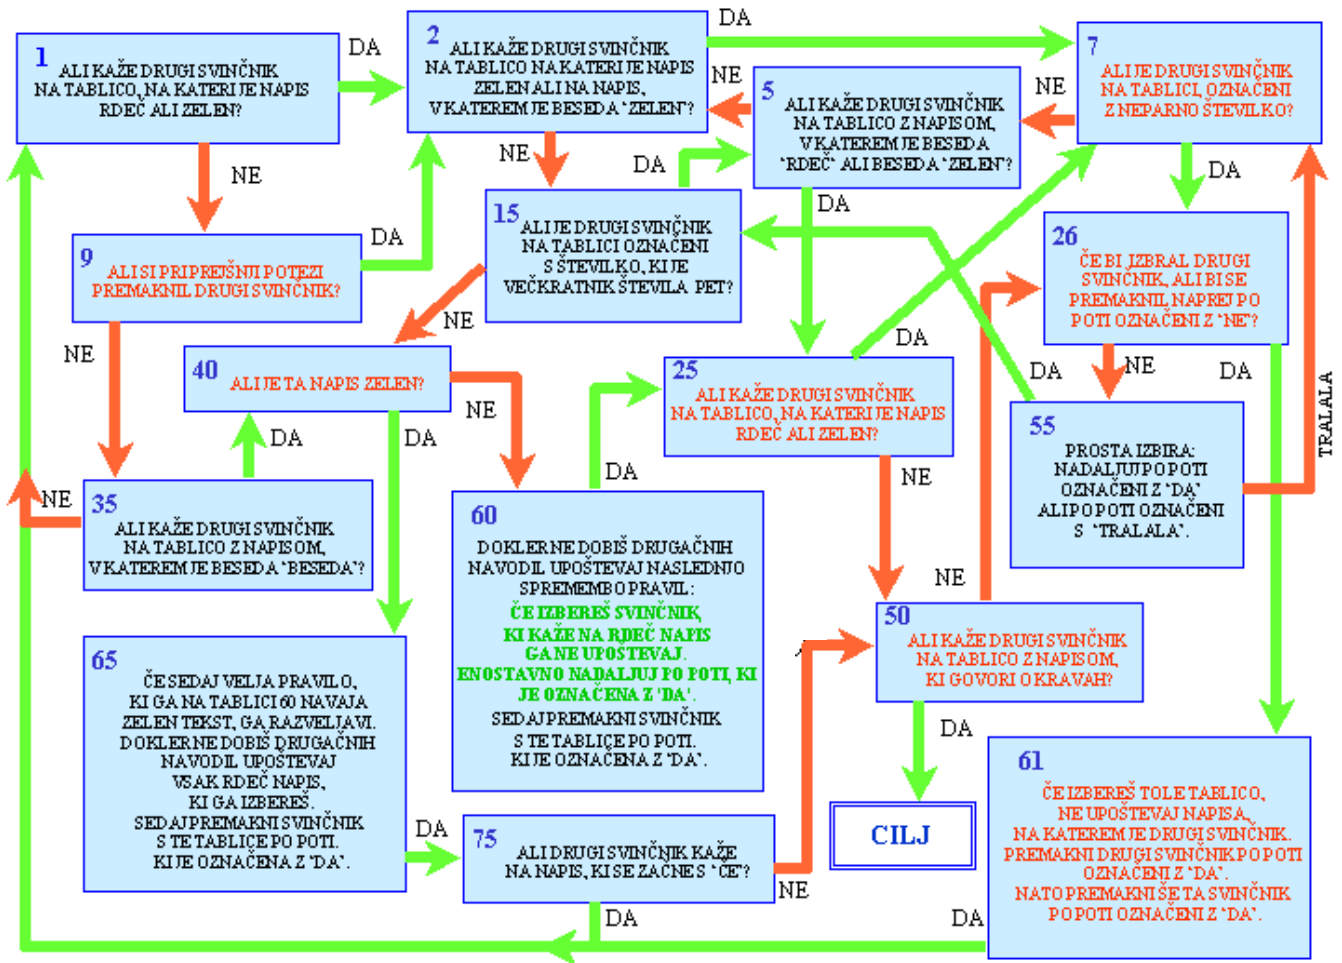 1
ALI KAŽE DRUGI SVINČNIK
NA TABLICO, NA KATERI JE NAPIS
RDEČ ALI ZELEN?
DA
NE
2
ALI KAŽE DRUGI SVINČNIK
NA TABLICO NA KATERI JE NAPIS
ZELEN ALI NA NAPIS,
V KATEREM JE BESEDA "ZELEN"?
DA
NE
5
ALI KAŽE DRUGI SVINČNIK
NA TABLICO Z NAPISOM,
V KATEREM JE BESEDA
"RDEČ" ALI BESEDA "ZELEN"?
NE
DA
7
ALI JE DRUGI SVINČNIK
NA TABLICI, OZNAČENI
Z NEPARNO ŠTEVILKO?
NE
DA
9
ALI SI PRI PREJŠNJI POTEZI
PREMAKNIL DRUGI SVINČNIK?
DA
NE
15
ALI JE DRUGI SVINČNIK
NA TABLICI OZNAČENI
S ŠTEVILKO, KI JE
VEČKRATNIK ŠTEVILA PET?
DA
NE
26
ČE BI IZBRAL DRUGI
SVINČNIK, ALI BI SE
PREMAKNIL NAPREJ PO
POTI OZNAČENI Z "NE"?
NE
DA
40
ALI JE TA NAPIS ZELEN?
NE
DA
25
ALI KAŽE DRUGI SVINČNIK
NA TABLICO, NA KATERI JE NAPIS
RDEČ ALI ZELEN?
DA
NE
55
PROSTA IZBIRA:
NADALJUJ PO POTI
OZNAČENI Z "DA"
ALI PO POTI OZNAČENI
S "TRALALA".
DA
TRALALA
35
ALI KAŽE DRUGI SVINČNIK
NA TABLICO Z NAPISOM,
V KATEREM JE BESEDA "BESEDA"?
NE
DA
60
DOKLER NE DOBIŠ DRUGAČNIH
NAVODIL UPOŠTEVAJ NASLEDNJO
SPREMEMBO PRAVIL:
ČE IZBEREŠ SVINČNIK,
KI KAŽE NA RDEČ NAPIS
GA NE UPOŠTEVAJ.
ENOSTAVNO NADALJUJ PO POTI, KI
JE OZNAČENA Z 'DA'.
SEDAJ PREMAKNI SVINČNIK
S TE TABLICE PO POTI.
KI JE OZNAČENA Z "DA".
DA
50
ALI KAŽE DRUGI SVINČNIK
NA TABLICO Z NAPISOM,
KI GOVORI O KRAVAH?
NE
DA
65
ČE SEDAJ VELJA PRAVILO,
KI GA NA TABLICI 60 NAVAJA
ZELEN TEKST, GA RAZVELJAVI.
DOKLER NE DOBIŠ DRUGAČNIH
NAVODIL UPOŠTEVAJ
VSAK RDEČ NAPIS,
KI GA IZBEREŠ.
SEDAJ PREMAKNI SVINČNIK
S TE TABLICE PO POTI.
KI JE OZNAČENA Z "DA".
DA
75
ALI DRUGI SVINČNIK KAŽE
NA NAPIS, KI SE ZAČNE S "ČE"?
NE
DA
CILJ
61
ČE IZBEREŠ TOLE TABLICO,
NE UPOŠTEVAJ NAPISA,
NA KATEREM JE DRUGI SVINČNIK.
PREMAKNI DRUGI SVINČNIK PO POTI
OZNAČENI Z "DA".
NATO PREMAKNI ŠE TA SVINČNIK
PO POTI OZNAČENI Z "DA".
DA